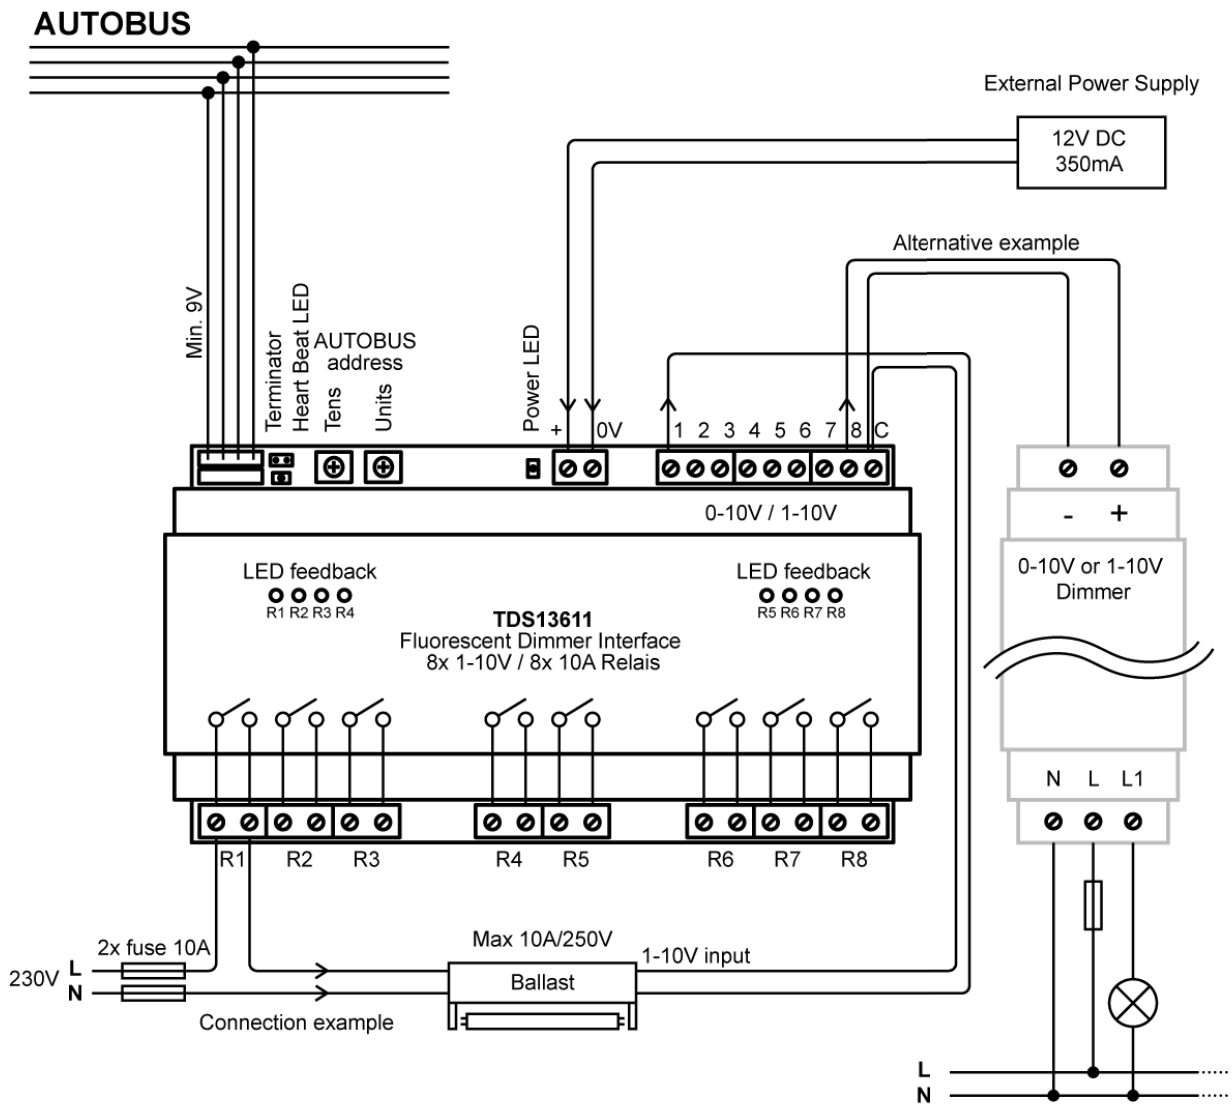 AUTOBUS
External Power Supply
12V DC
350mA
Alternative example
Min. 9V
Terminator
Heart Beat LED
AUTOBUS
address
Tens
Units
Power LED
+ 0V
1 2 3 4 5 6 7 8 C
0-10V / 1-10V
- +
0-10V or 1-10V
Dimmer
LED feedback
R1 R2 R3 R4
LED feedback
R5 R6 R7 R8
TDS13611
Fluorescent Dimmer Interface
8x 1-10V / 8x 10A Relais
N L L1
R1 R2 R3 R4 R5 R6 R7 R8
2x fuse 10A
Max 10A/250V
1-10V input
230V
L
N
Ballast
Connection example
L
N